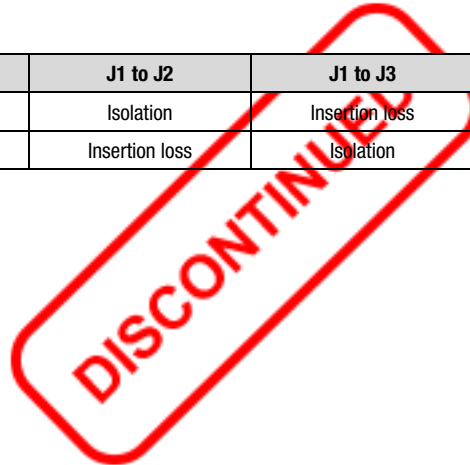 J1 to J2 J1 to J3
Isolation Insertion loss
Insertion loss Isolation
DISCONTINUED